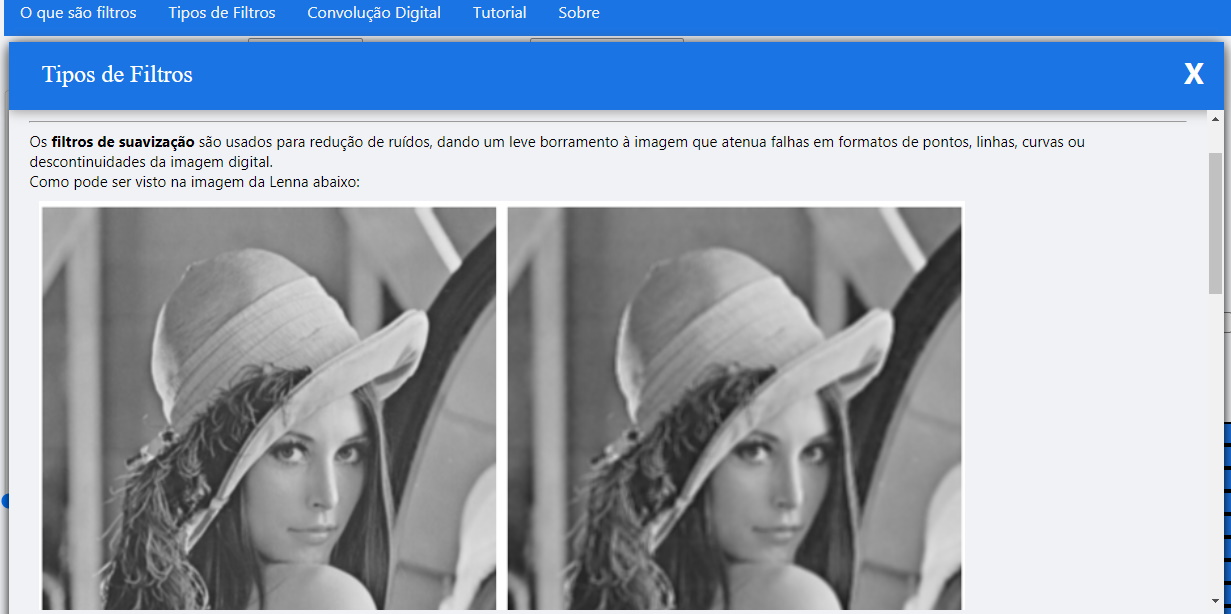 O que são filtros Tipos de Filtros Convolução Digital Tutorial Sobre
Tipos de Filtros X
Os filtros de suavização são usados para redução de ruídos, dando um leve borramento à imagem que atenua falhas em formatos de pontos, linhas, curvas ou
descontinuidades da imagem digital.
Como pode ser visto na imagem da Lenna abaixo: